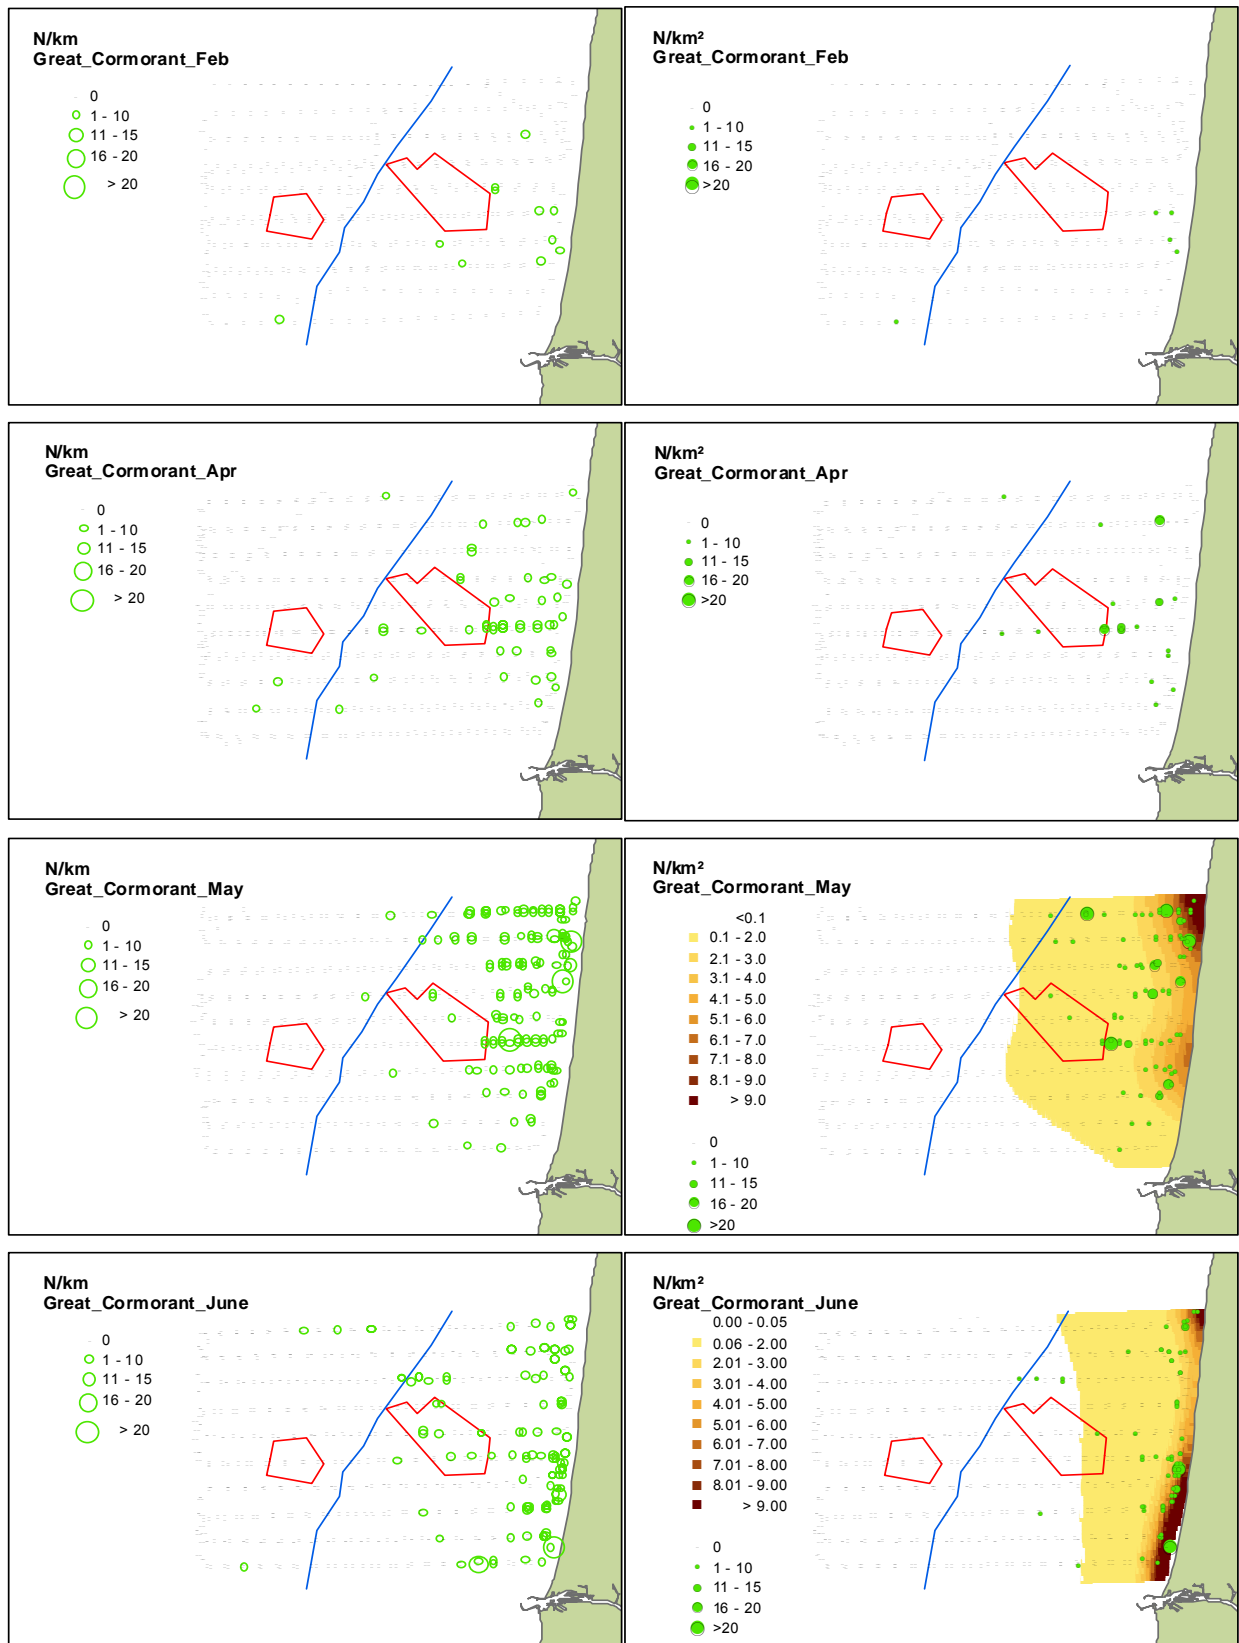 N/km
Great_Cormorant_Feb
0
1 - 10
11 - 15
16 - 20
> 20
N/km²
Great_Cormorant_Feb
0
1 - 10
11 - 15
16 - 20
>20
N/km
Great_Cormorant_Apr
0
1 - 10
11 - 15
16 - 20
> 20
N/km²
Great_Cormorant_Apr
0
1 - 10
11 - 15
16 - 20
>20
N/km
Great_Cormorant_May
0
1 - 10
11 - 15
16 - 20
> 20
N/km²
Great_Cormorant_May
<0.1
0.1 - 2.0
2.1 - 3.0
3.1 - 4.0
4.1 - 5.0
5.1 - 6.0
6.1 - 7.0
7.1 - 8.0
8.1 - 9.0
> 9.0
0
1 - 10
11 - 15
16 - 20
>20
N/km
Great_Cormorant_June
0
1 - 10
11 - 15
16 - 20
> 20
N/km²
Great_Cormorant_June
0.00 - 0.05
0.06 - 2.00
2.01 - 3.00
3.01 - 4.00
4.01 - 5.00
5.01 - 6.00
6.01 - 7.00
7.01 - 8.00
8.01 - 9.00
> 9.00
0
1 - 10
11 - 15
16 - 20
>20